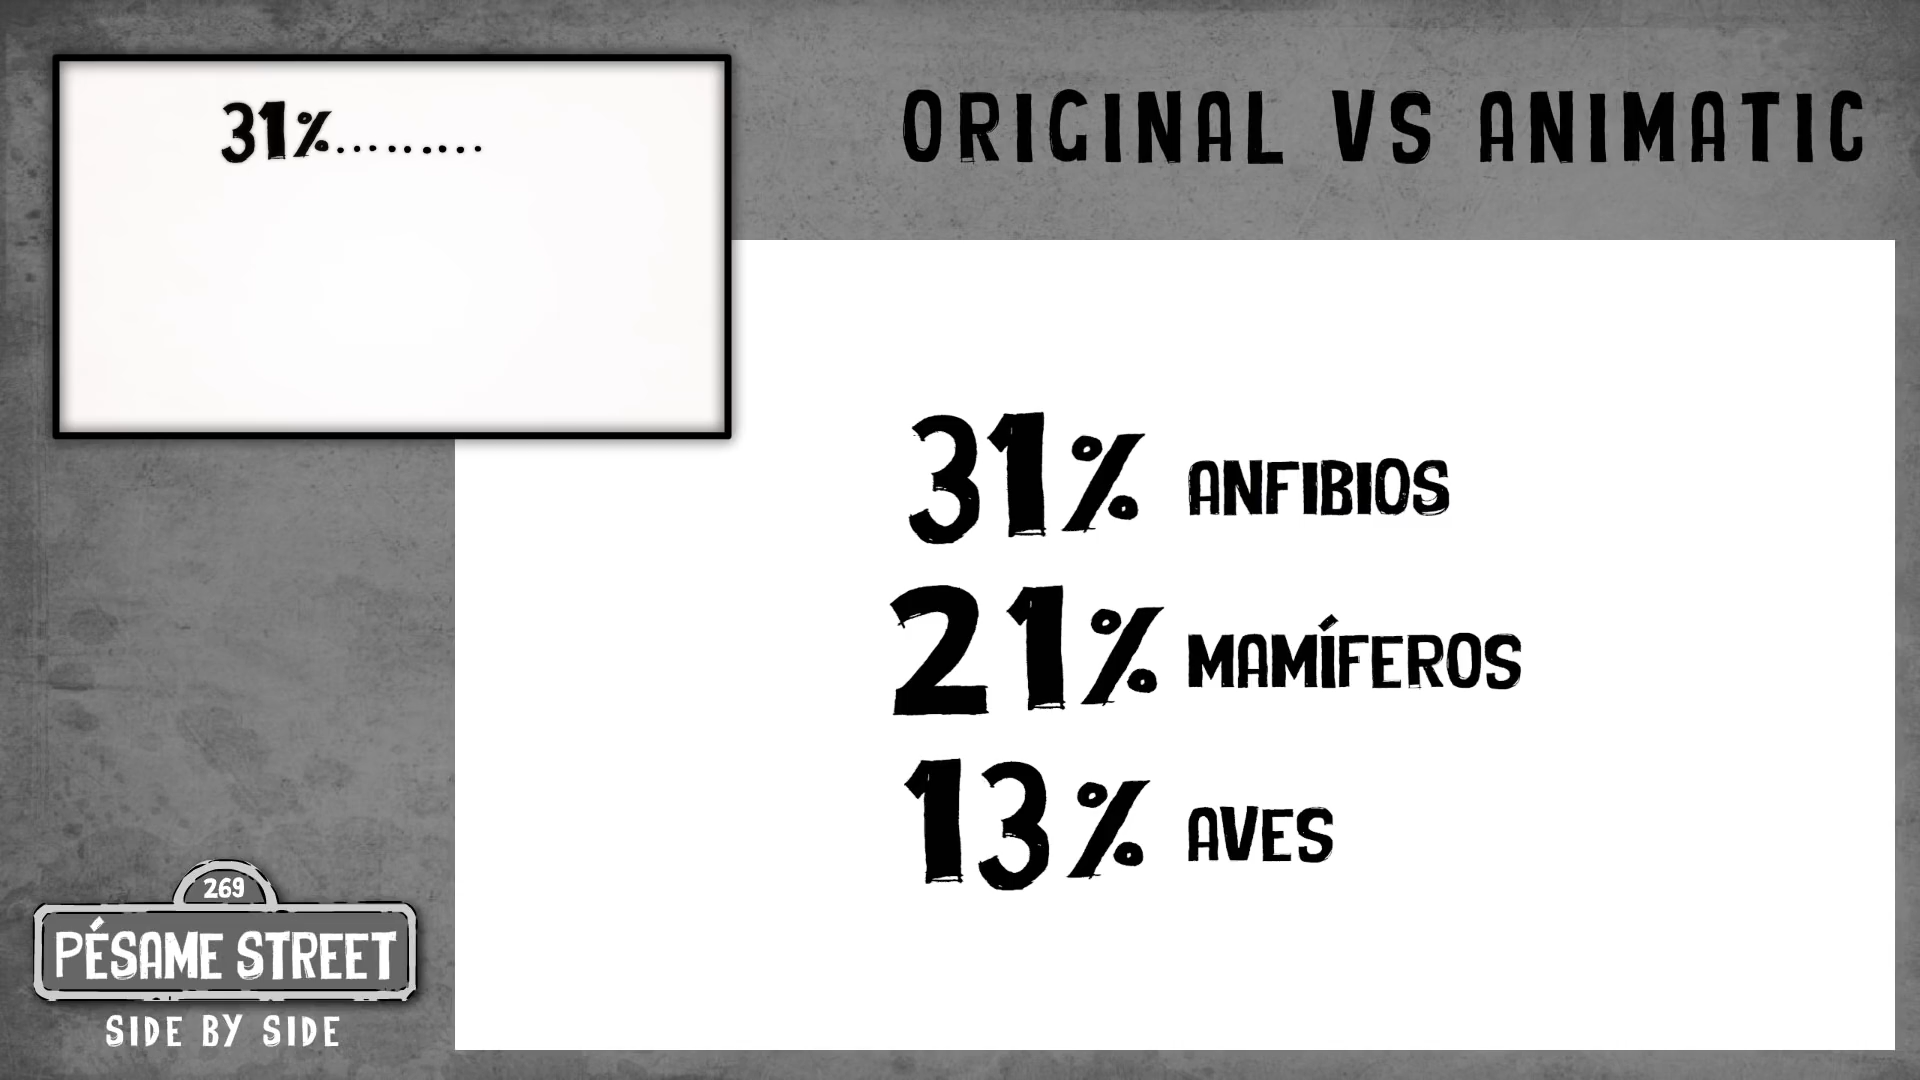 31%.........
ORIGINAL VS ANIMATIC
31% ANFIBIOS
21% MAMÍFEROS
13% AVES
269
PÉSAME STREET
SIDE BY SIDE